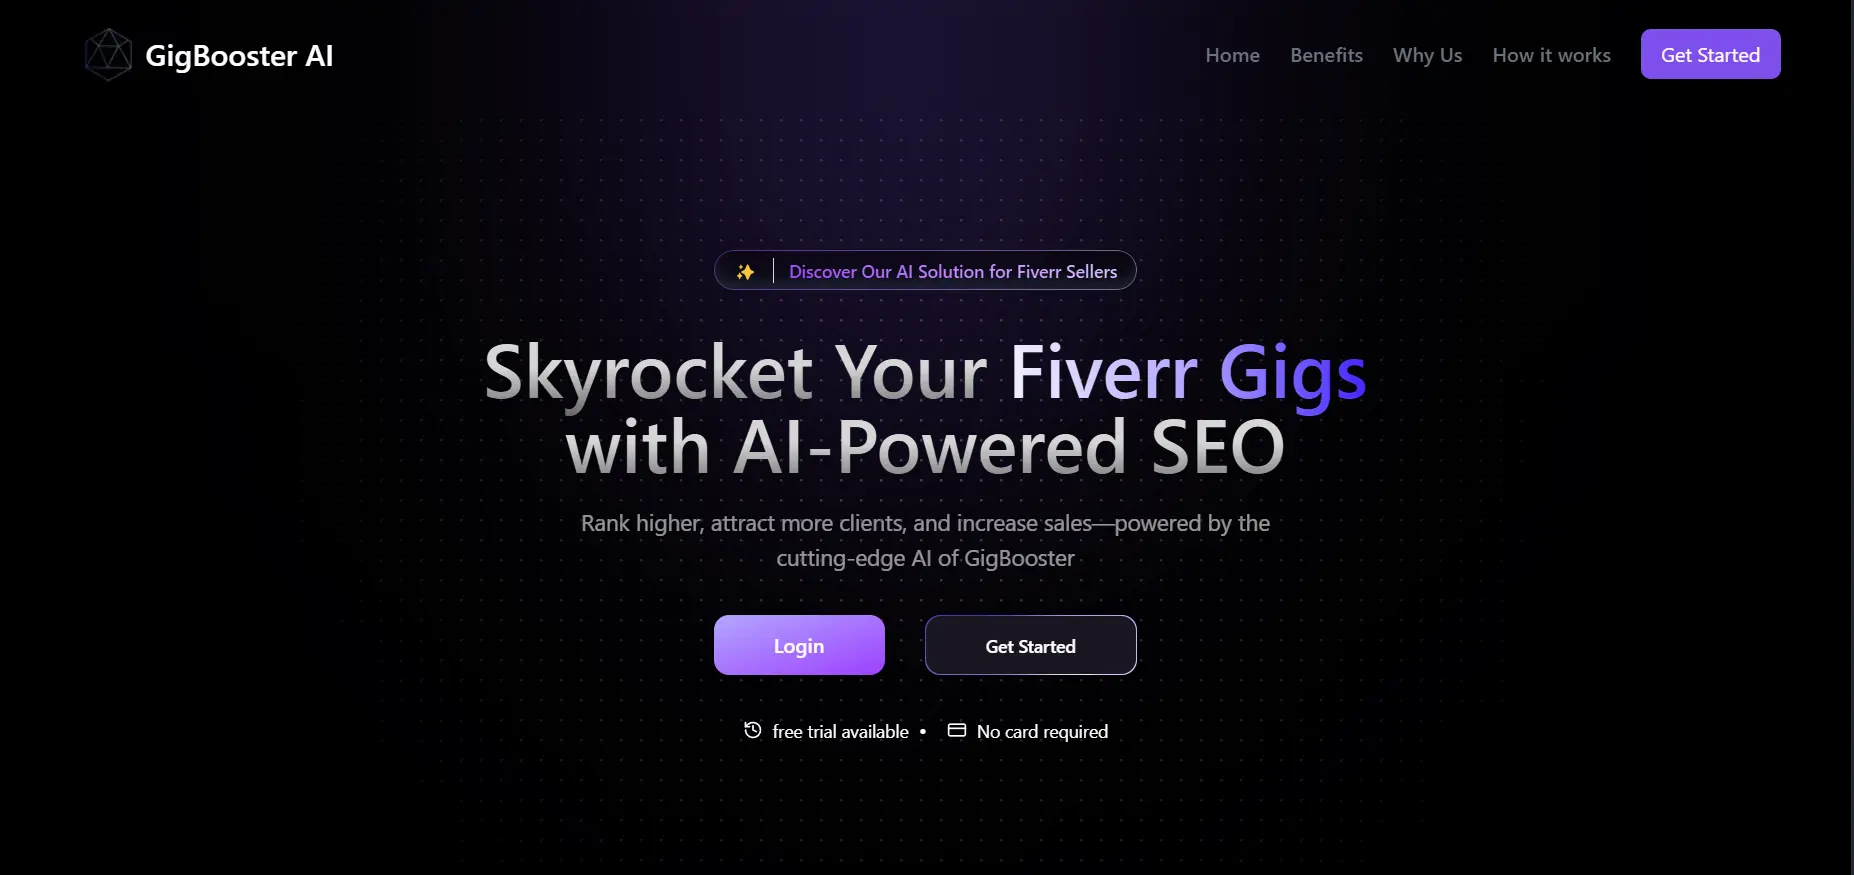 GigBooster AI
Home
Benefits
Why Us
How it works
Get Started
Discover Our AI Solution for Fiverr Sellers
Skyrocket Your Fiverr Gigs
with AI-Powered SEO
Rank higher, attract more clients, and increase sales—powered by the
cutting-edge AI of GigBooster
Login
Get Started
free trial available •
No card required